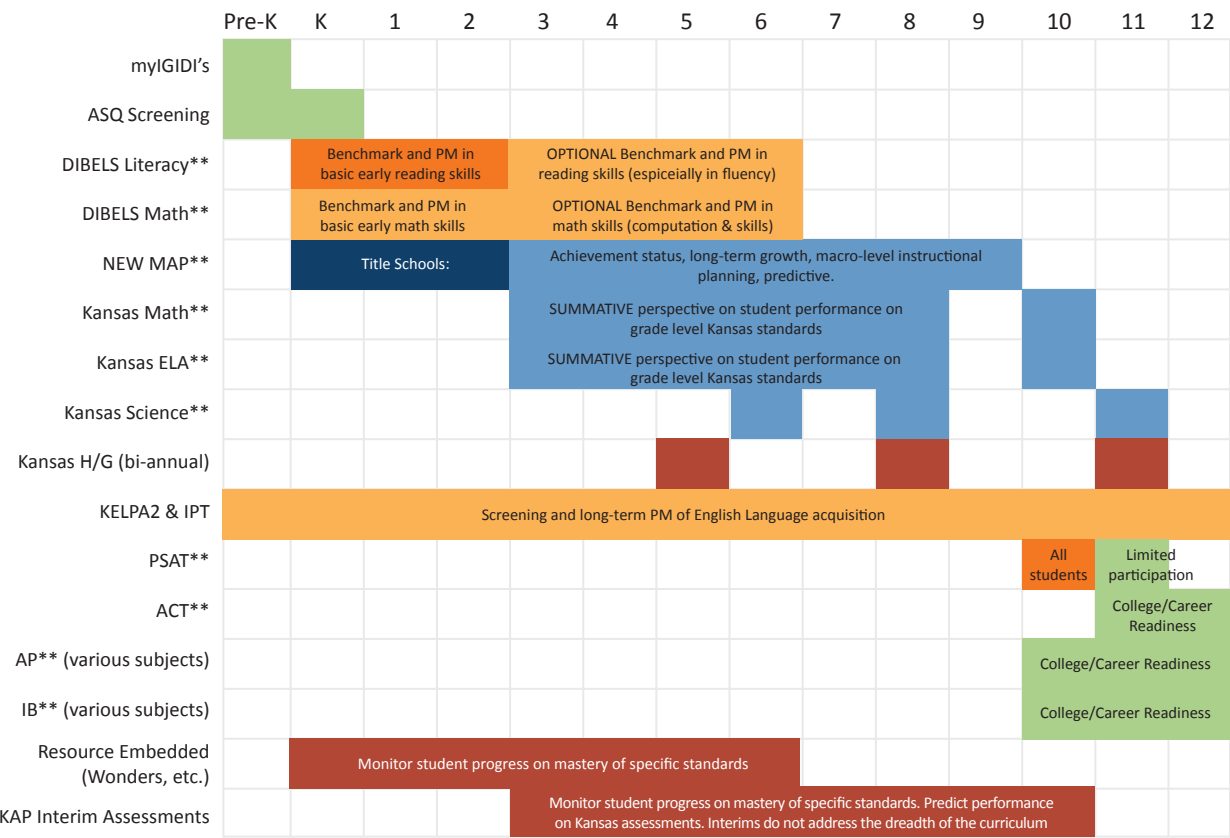 Pre-K K 1 2 3 4 5 6 7 8 9 10 11 12
myIGIDI's
ASQ Screening
DIBELS Literacy**
Benchmark and PM in
basic early reading skills
OPTIONAL Benchmark and PM in
reading skills (espiceially in fluency)
DIBELS Math**
Benchmark and PM in
basic early math skills
OPTIONAL Benchmark and PM in
math skills (computation & skills)
NEW MAP**
Title Schools:
Achievement status, long-term growth, macro-level instructional
planning, predictive.
Kansas Math**
SUMMATIVE perspective on student performance on
grade level Kansas standards
Kansas ELA**
SUMMATIVE perspective on student performance on
grade level Kansas standards
Kansas Science**
Kansas H/G (bi-annual)
KELPA2 & IPT
Screening and long-term PM of English Language acquisition
PSAT**
All
students
Limited
participation
ACT**
College/Career
Readiness
AP** (various subjects)
College/Career Readiness
IB** (various subjects)
College/Career Readiness
Resource Embedded
(Wonders, etc.)
Monitor student progress on mastery of specific standards
KAP Interim Assessments
Monitor student progress on mastery of specific standards. Predict performance
on Kansas assessments. Interims do not address the dreadth of the curriculum